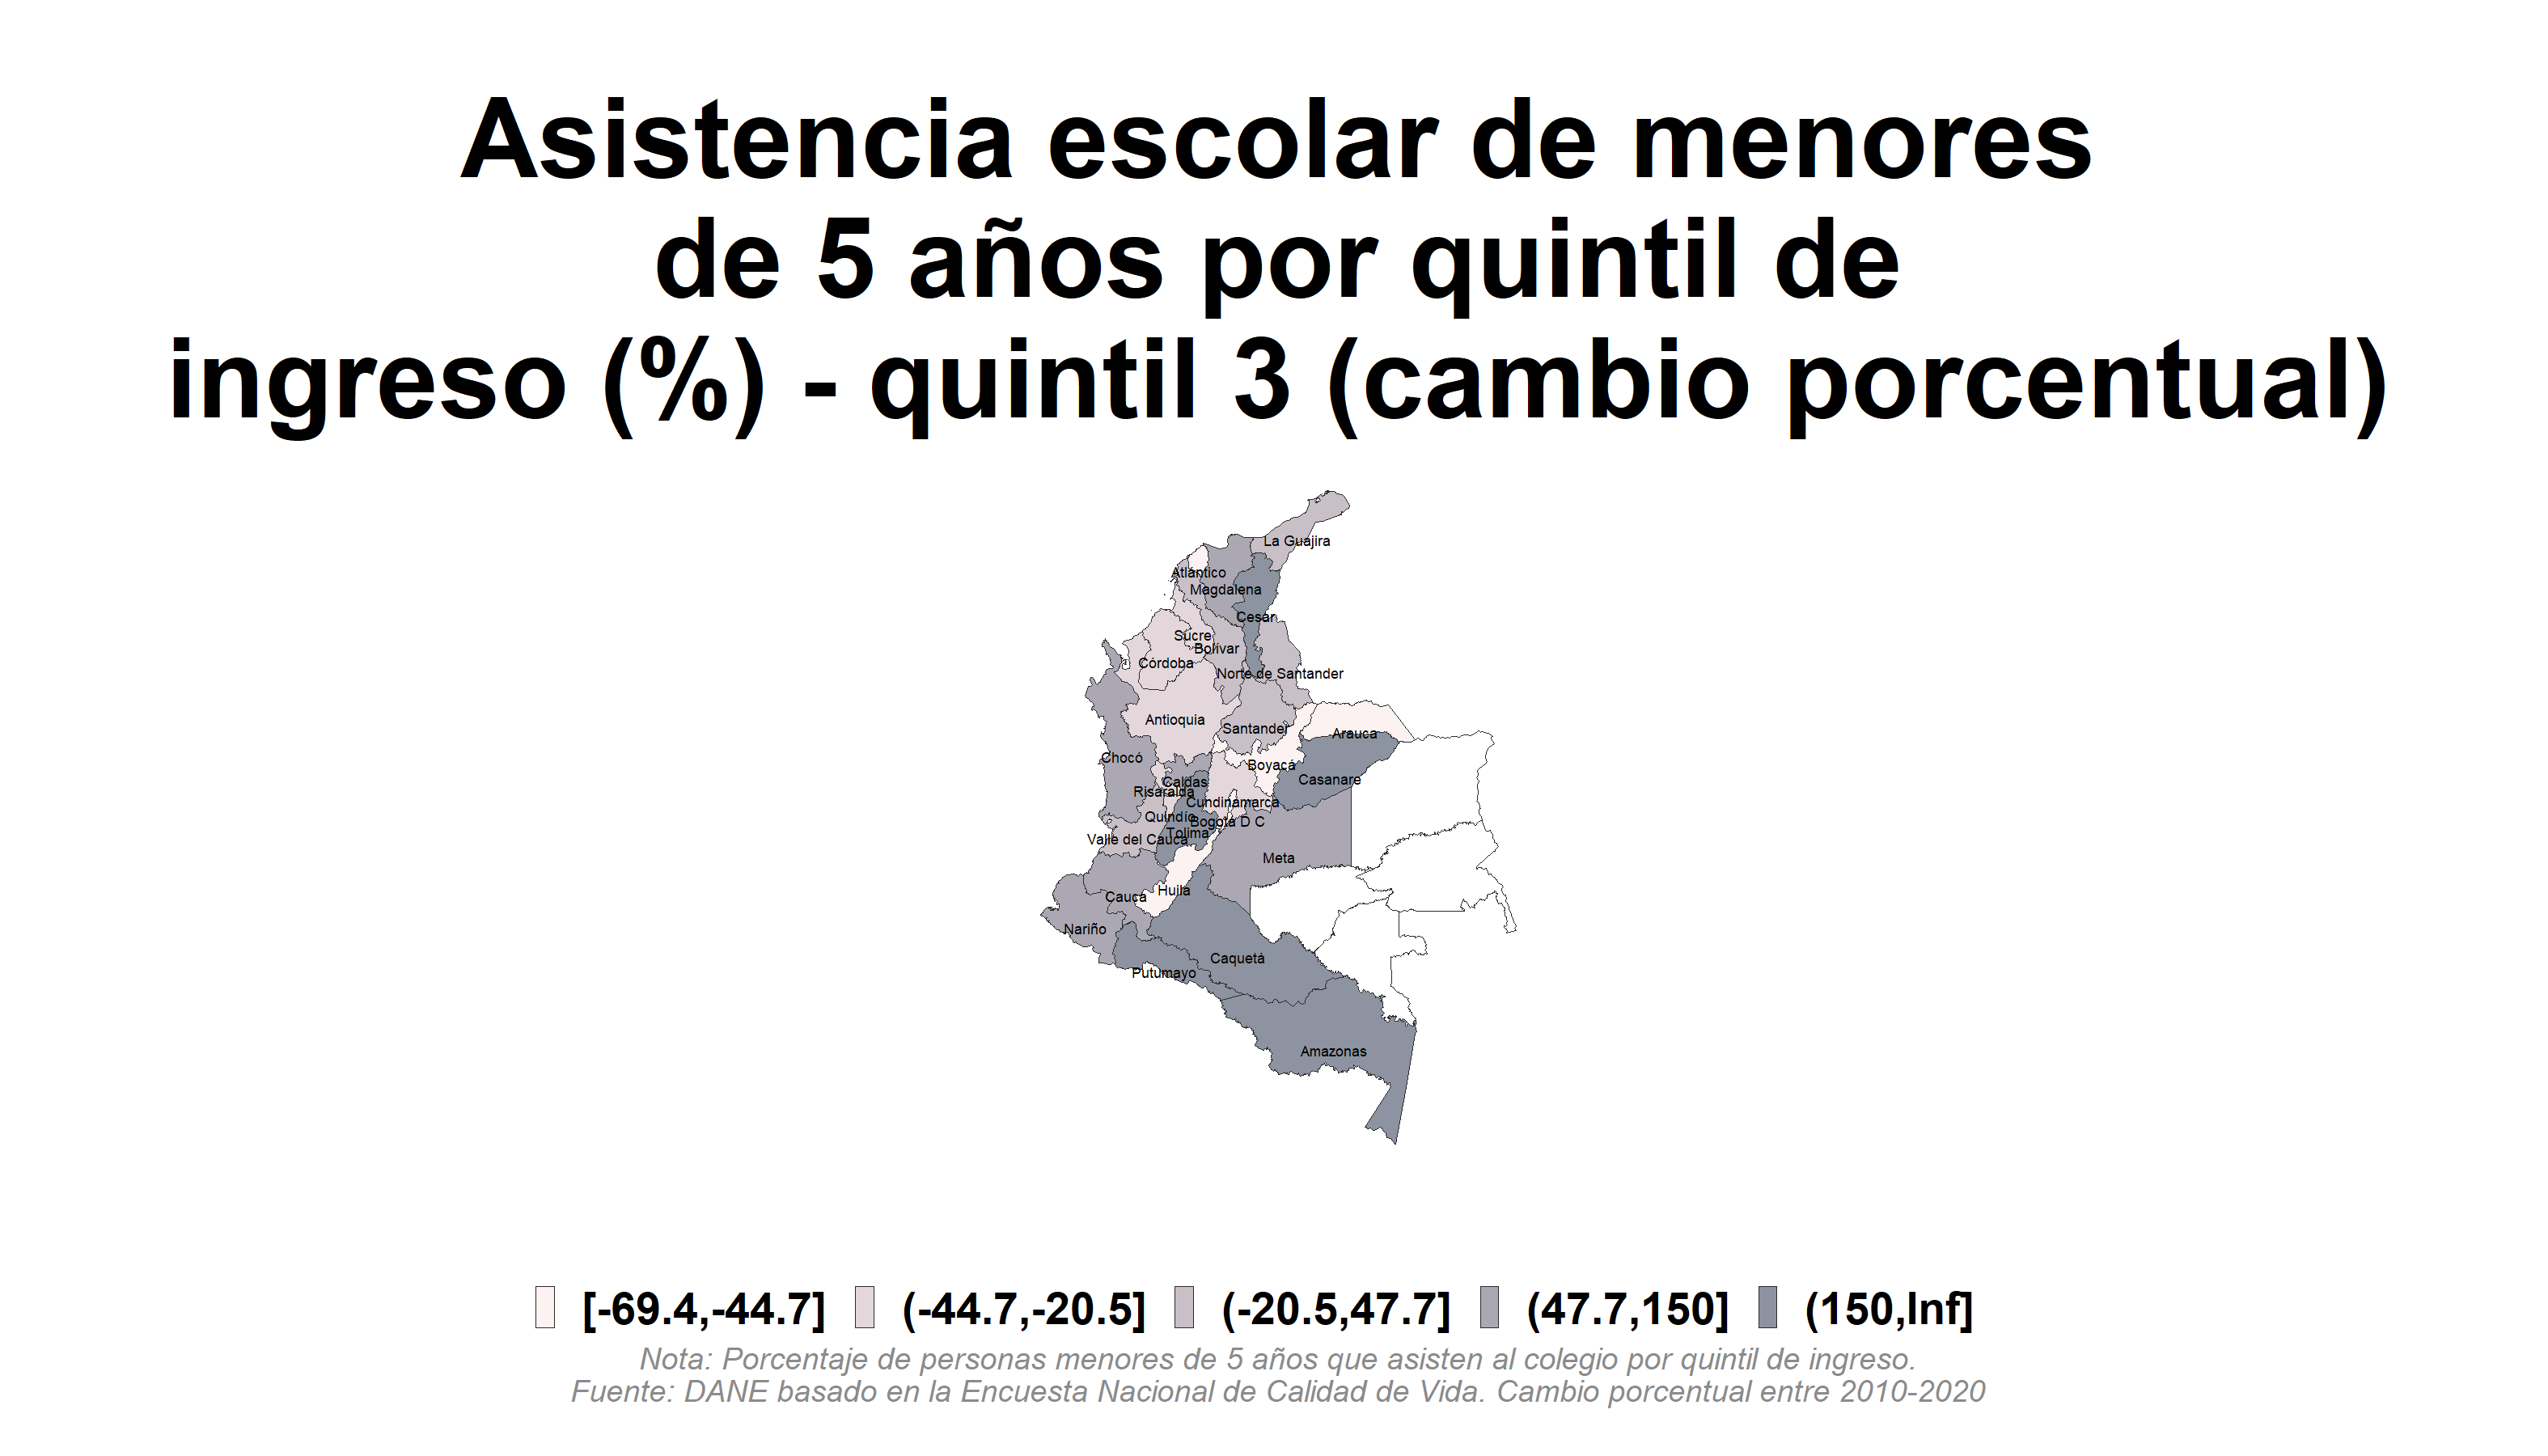 Asistencia escolar de menores
de 5 años por quintil de
ingreso (%) - quintil 3 (cambio porcentual)
La Guajira
Atlántico
Magdalena
Cesar
Sucre
Bolívar
Córdoba
Norte de Santander
Antioquia
Santander
Arauca
Chocó
Boyacá
Casanare
Caldas
Risaralda
Cundinamarca
Quindío
Bogotá D C
Tolima
Valle del Cauca
Meta
Huila
Cauca
Nariño
Caquetá
Putumayo
Amazonas
[-69.4,-44.7] (-44.7,-20.5] (-20.5,47.7] (47.7,150] (150,Inf]
Nota: Porcentaje de personas menores de 5 años que asisten al colegio por quintil de ingreso.
Fuente: DANE basado en la Encuesta Nacional de Calidad de Vida. Cambio porcentual entre 2010-2020